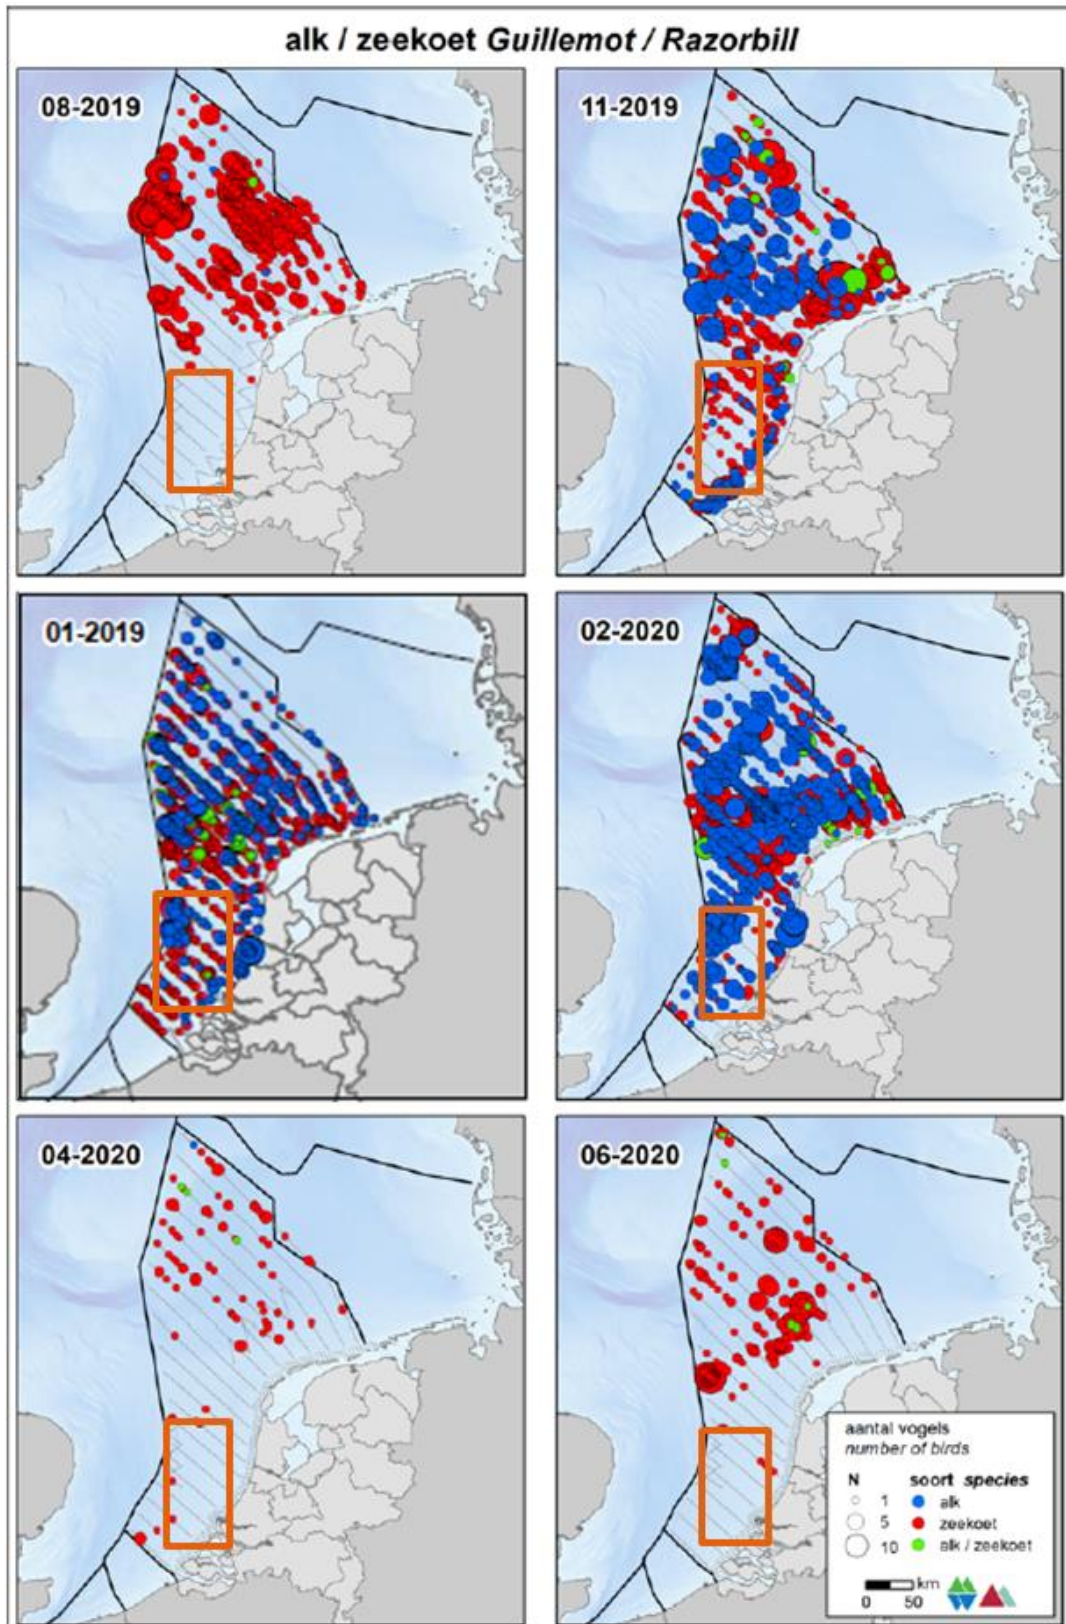 alk / zeekoet Guillemot / Razorbill
08-2019
11-2019
01-2019
02-2020
04-2020
06-2020
aantal vogels
number of birds
N soort species
1 alk
5 zeekoet
10 alk / zeekoet
km
0 50